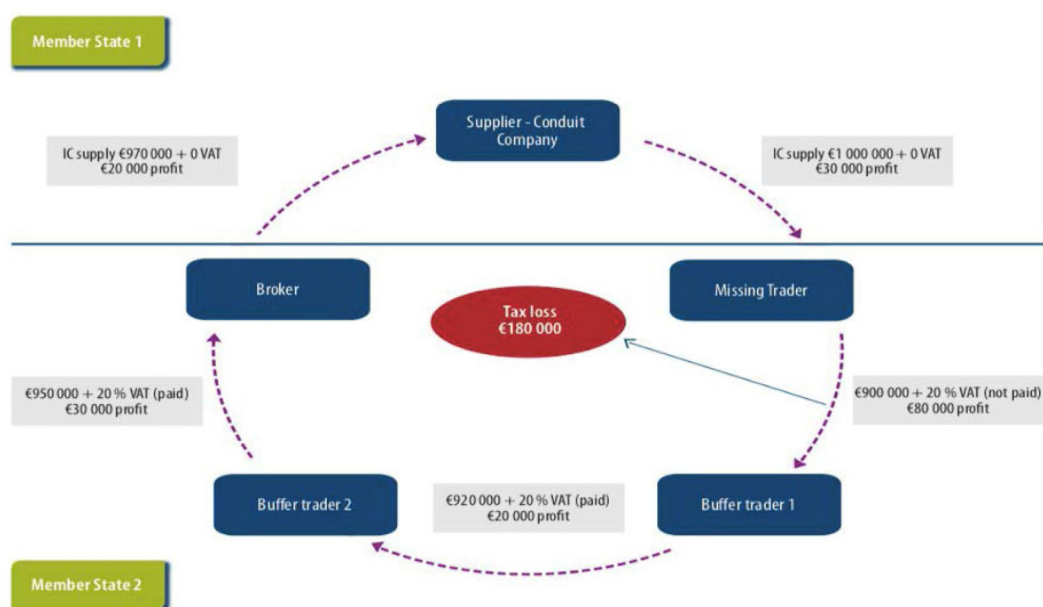 Member State 1
Supplier - Conduit
Company
IC supply €970 000 + 0 VAT
€20 000 profit
IC supply €1 000 000 + 0 VAT
€30 000 profit
Broker
Missing Trader
Tax loss
€180 000
€950 000 + 20 % VAT (paid)
€30 000 profit
€900 000 + 20 % VAT (not paid)
€80 000 profit
Buffer trader 2
€920 000 + 20 % VAT (paid)
€20 000 profit
Buffer trader 1
Member State 2